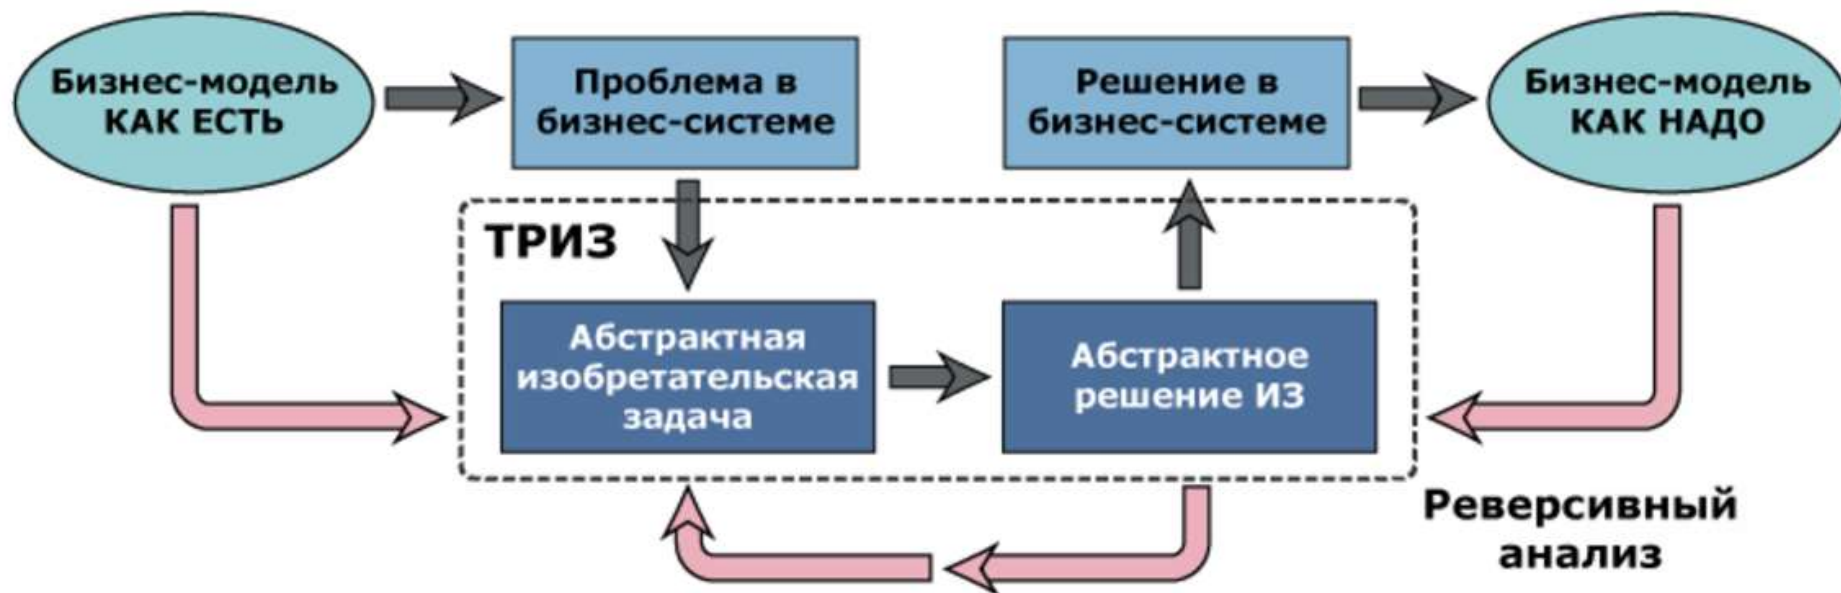 Бизнес-модель
КАК ЕСТЬ
Проблема в
бизнес-системе
Решение в
бизнес-системе
Бизнес-модель
КАК НАДО
ТРИЗ
Абстрактная
изобретательская
задача
Абстрактное
решение ИЗ
Реверсивный
анализ